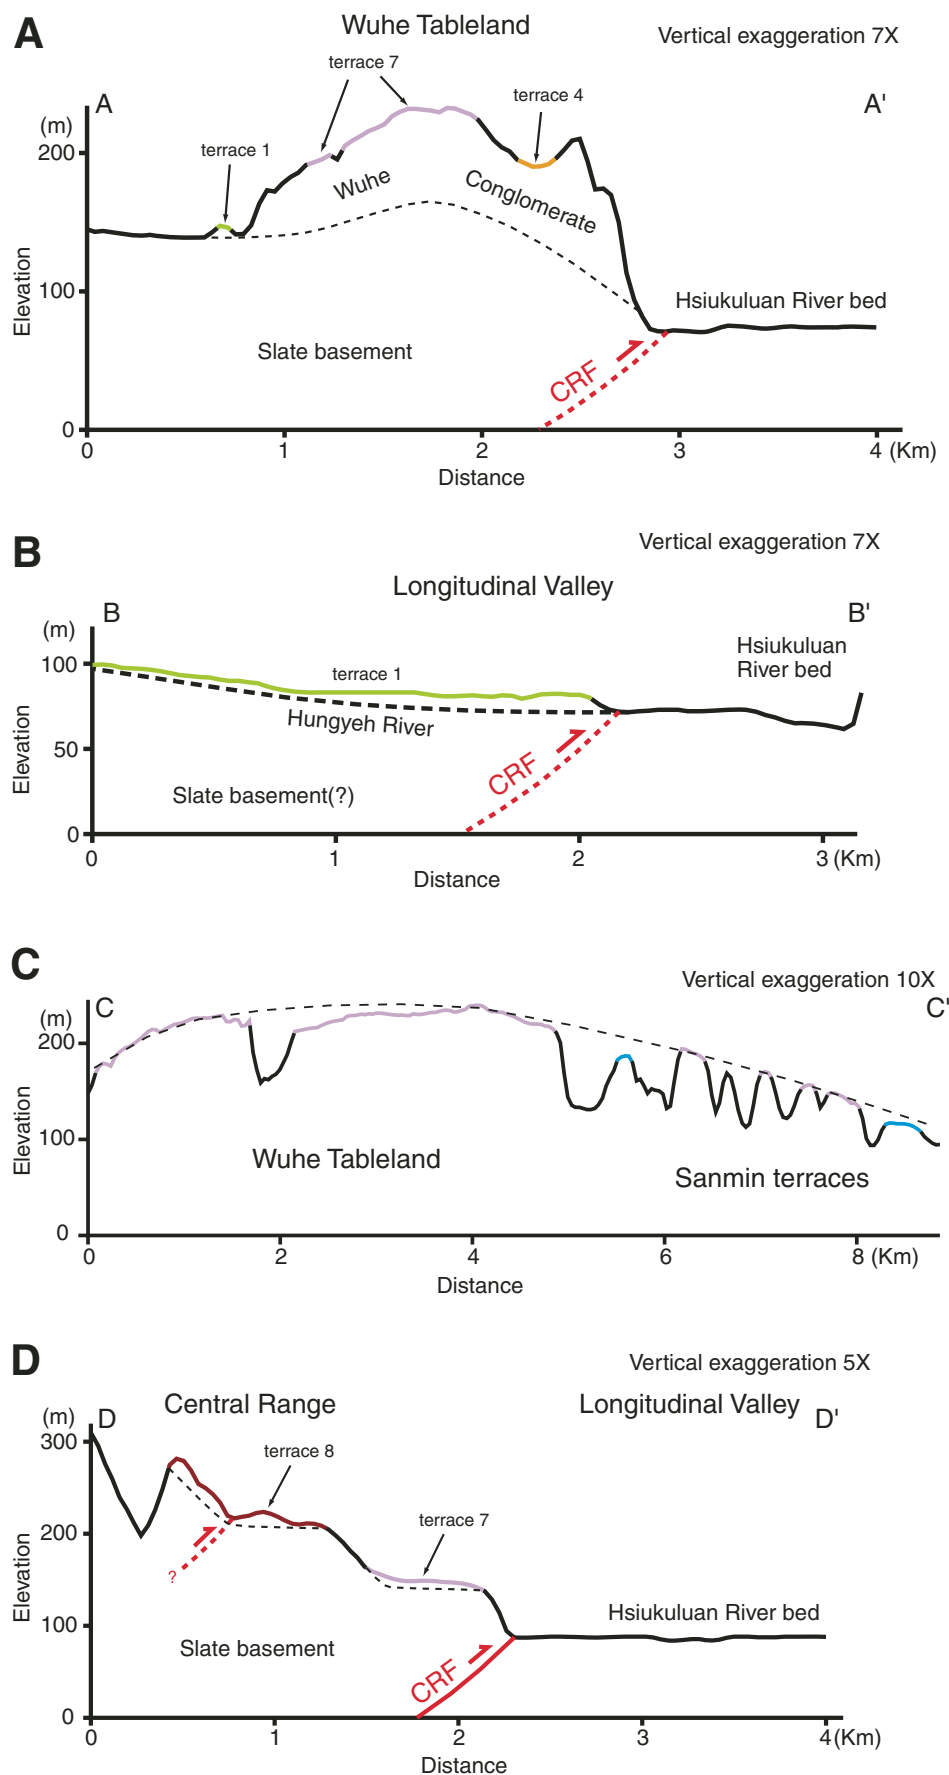 A
Wuhe Tableland
Vertical exaggeration 7X
terrace 7
A
terrace 4
A'
(m)
200
terrace 1
Wuhe
Conglomerate
100
Hsiukuluan River bed
Elevation
Slate basement
CRF
0
0
1
2
3
4 (Km)
Distance
B
Vertical exaggeration 7X
Longitudinal Valley
B
B'
(m)
Hsiukuluan
River bed
100
terrace 1
Hungyeh River
Elevation
50
CRF
Slate basement(?)
0
0
1
2
3 (Km)
Distance
C
Vertical exaggeration 10X
C
C'
(m)
200
Elevation
100
Wuhe Tableland
Sanmin terraces
0
0
2
4
6
8 (Km)
Distance
D
Vertical exaggeration 5X
Central Range
Longitudinal Valley
(m)
D
D'
300
terrace 8
200
terrace 7
?
Elevation
100
Hsiukuluan River bed
Slate basement
CRF
0
0
1
2
3
4 (Km)
Distance